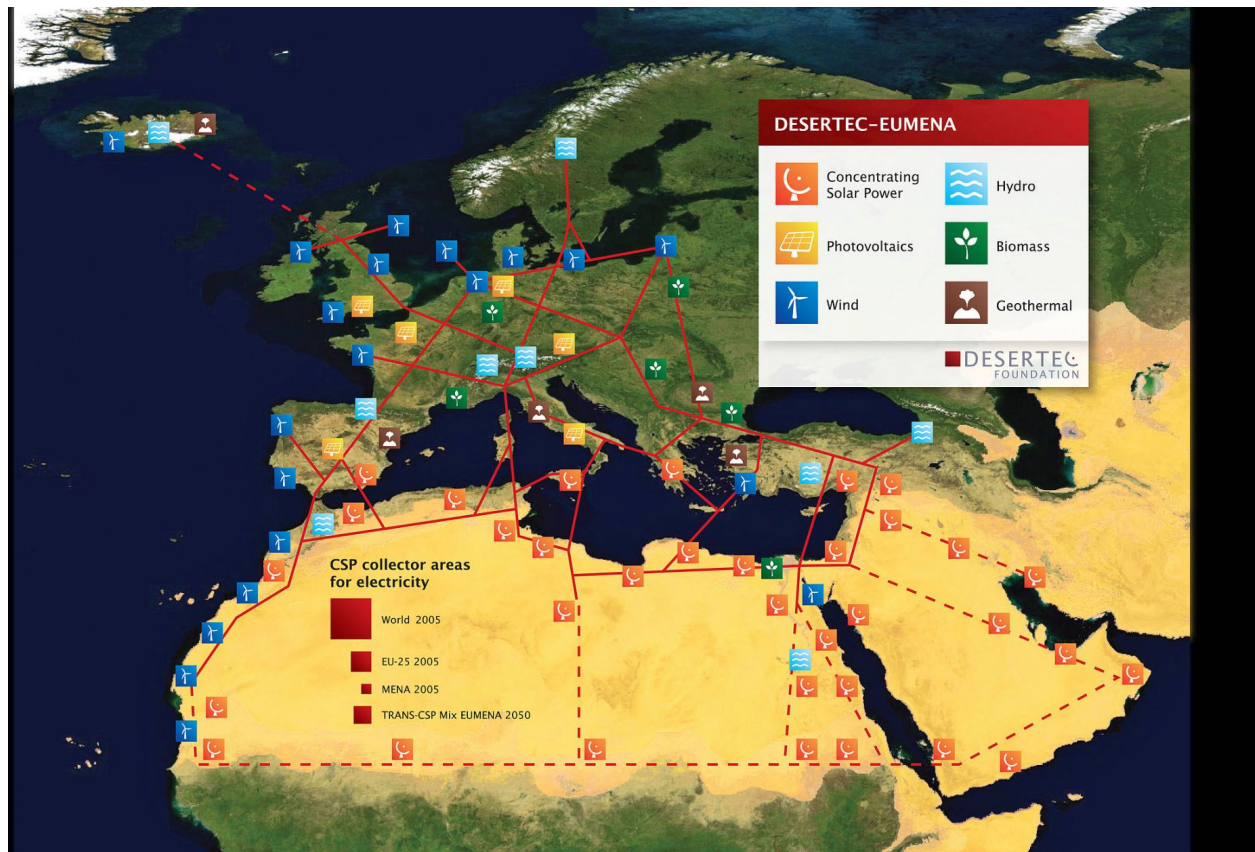 DESERTEC–EUMENA
Concentrating
Solar Power
Hydro
Photovoltaics
Biomass
Wind
Geothermal
DESERTEC
FOUNDATION
CSP collector areas
for electricity
World 2005
EU-25 2005
MENA 2005
TRANS-CSP Mix EUMENA 2050